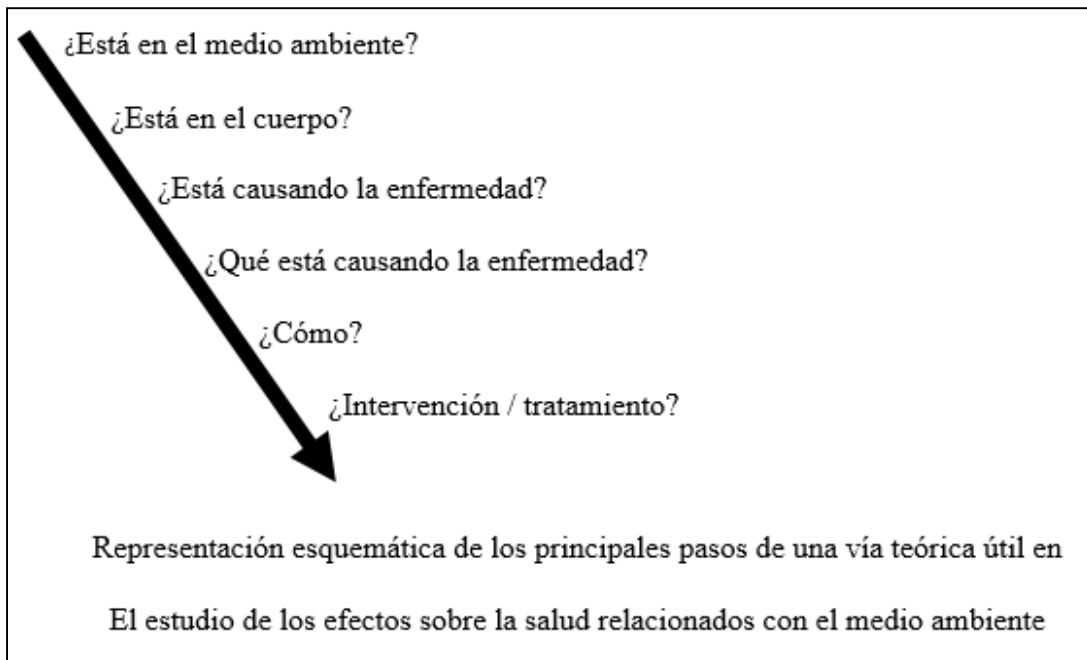 ¿Está en el medio ambiente?
¿Está en el cuerpo?
¿Está causando la enfermedad?
¿Qué está causando la enfermedad?
¿Cómo?
¿Intervención / tratamiento?
Representación esquemática de los principales pasos de una vía teórica útil en
El estudio de los efectos sobre la salud relacionados con el medio ambiente